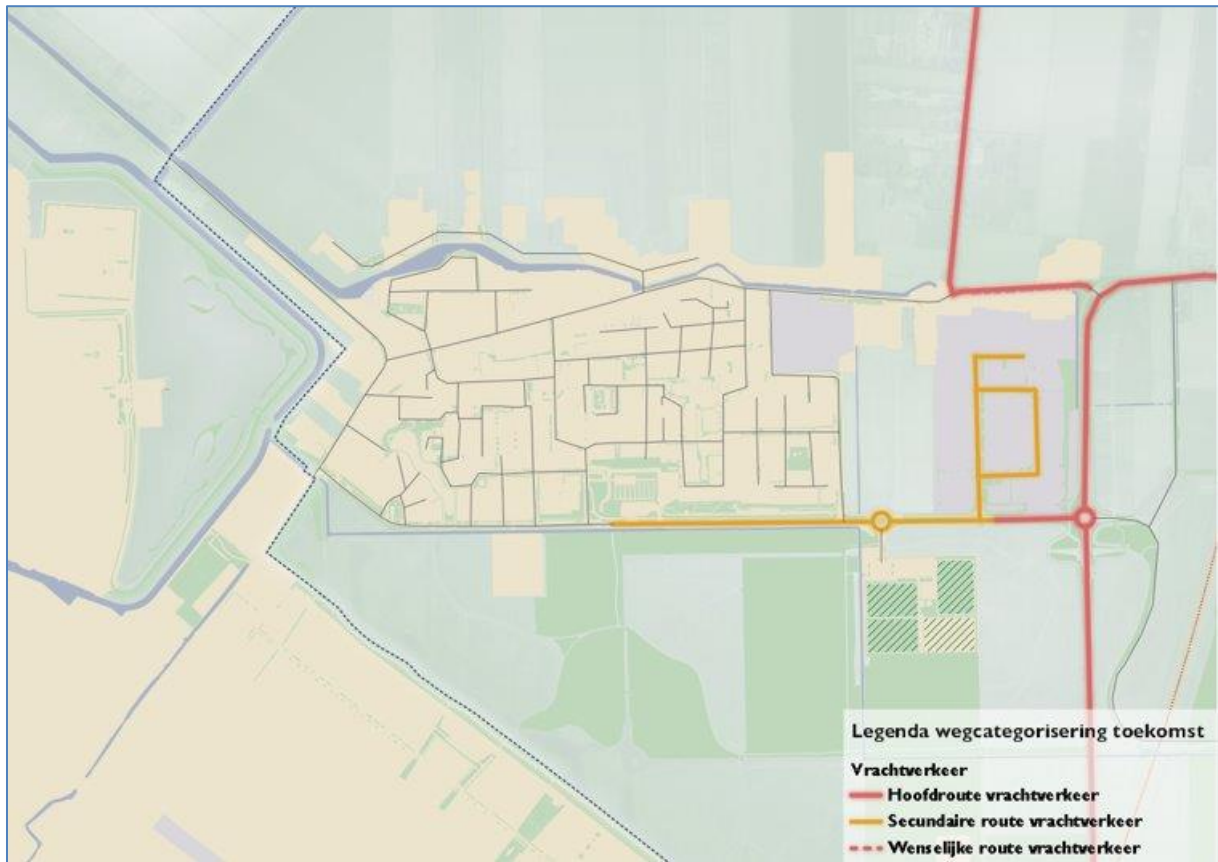 Legenda wegcategorisering toekomst
Vrachtverkeer
Hoofdroute vrachtverkeer
Secundaire route vrachtverkeer
Wenselijke route vrachtverkeer